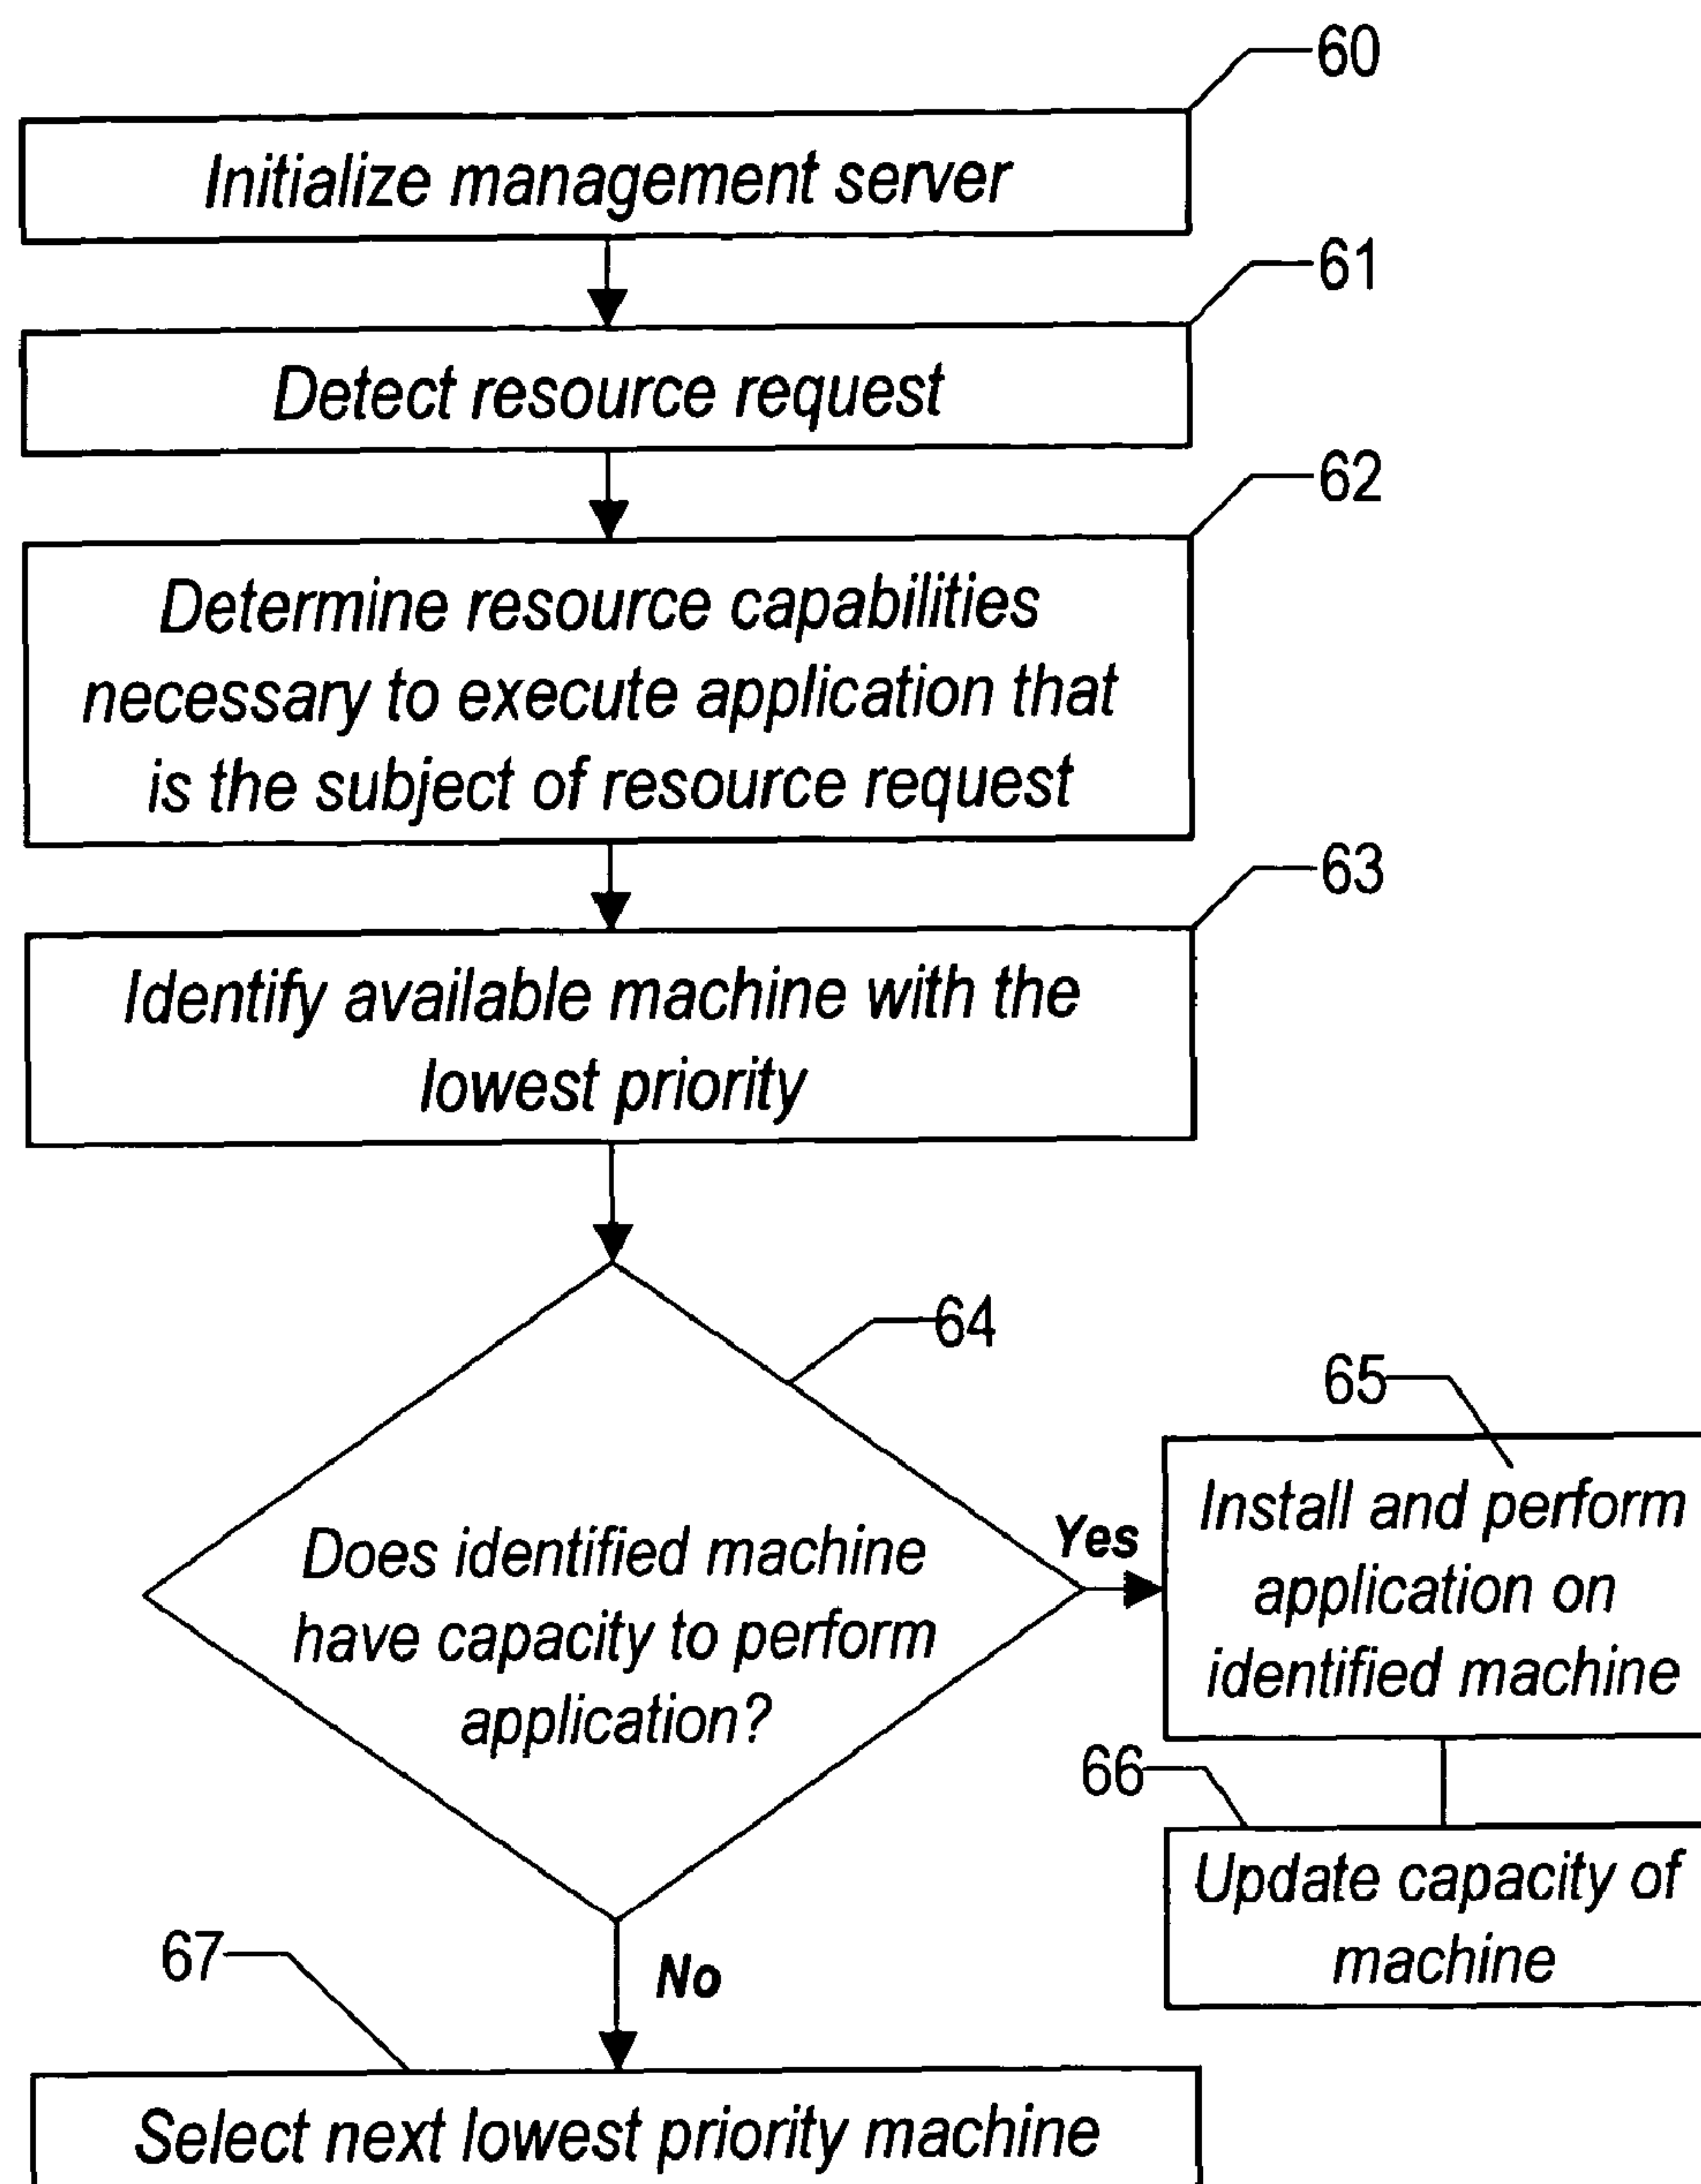 60
Initialize management server
61
Detect resource request
62
Determine resource capabilities
necessary to execute application that
is the subject of resource request
63
Identify available machine with the
lowest priority
64
Does identified machine
have capacity to perform
application?
Yes
65
Install and perform
application on
identified machine
66
Update capacity of
machine
67
No
Select next lowest priority machine